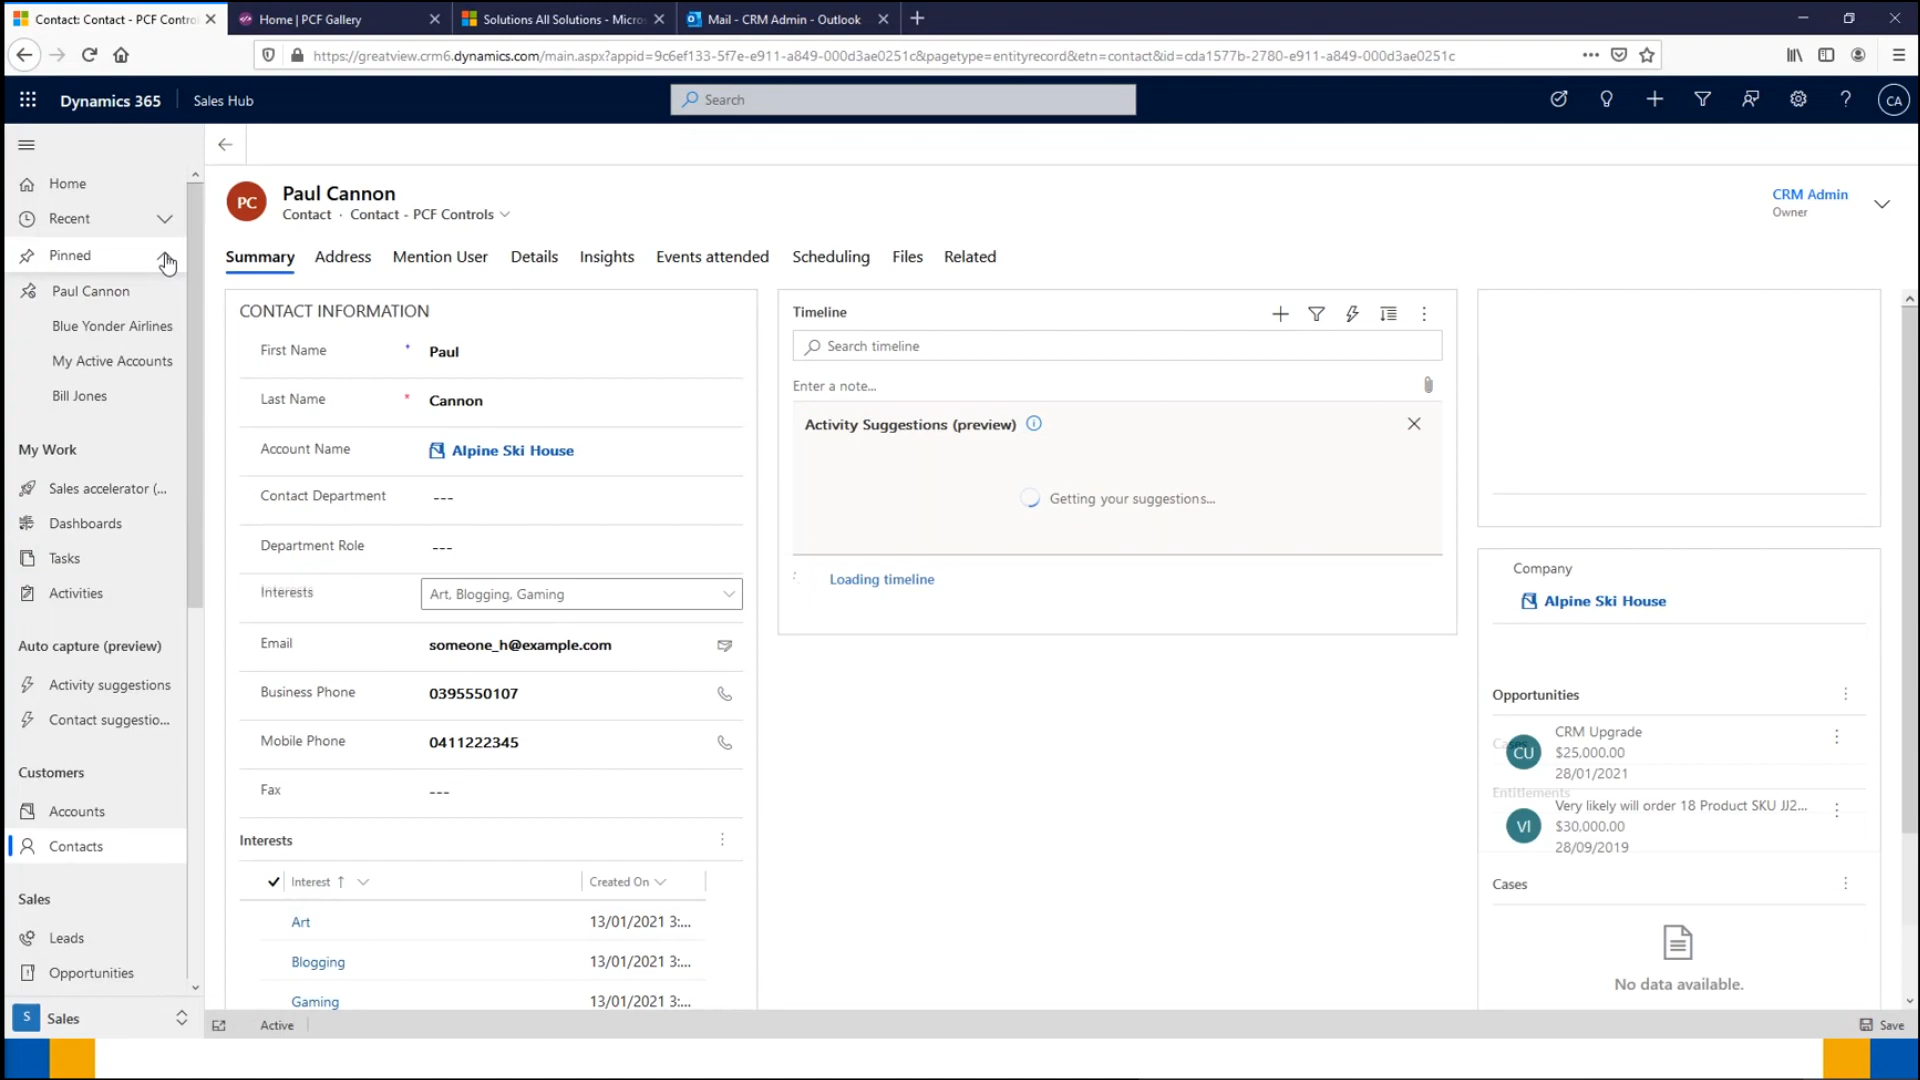 Contact: Contact - PCF Contro
Home | PCF Gallery
Solutions All Solutions - Micros
Mail - CRM Admin - Outlook
https://greatview.crm6.dynamics.com/main.aspx?appid=9c6ef133-5f7e-e911-a849-000d3ae0251c&pagetype=entityrecord&etn=contact&id=cda1577b-2780-e911-a849-000d3ae0251c
Dynamics 365
Sales Hub
Search
CA
Home
Recent
Pinned
Paul Cannon
Blue Yonder Airlines
My Active Accounts
Bill Jones
My Work
Sales accelerator (...
Dashboards
Tasks
Activities
Auto capture (preview)
Activity suggestions
Contact suggestio...
Customers
Accounts
Contacts
Sales
Leads
Opportunities
S
Sales
PC
Paul Cannon
Contact · Contact - PCF Controls
CRM Admin
Owner
Summary
Address
Mention User
Details
Insights
Events attended
Scheduling
Files
Related
CONTACT INFORMATION
First Name * Paul
Last Name * Cannon
Account Name Alpine Ski House
Contact Department ---
Department Role ---
Interests Art, Blogging, Gaming
Email someone_h@example.com
Business Phone 0395550107
Mobile Phone 0411222345
Fax ---
Interests
Interest ↑ Created On
Art 13/01/2021 3:...
Blogging 13/01/2021 3:...
Gaming 13/01/2021 3:...
Timeline
Search timeline
Enter a note...
Activity Suggestions (preview)
Getting your suggestions...
Loading timeline
Company
Alpine Ski House
Opportunities
CU
CRM Upgrade
$25,000.00
28/01/2021
Entitlements
Vl
Very likely will order 18 Product SKU JJ2...
$30,000.00
28/09/2019
Cases
No data available.
Active
Save